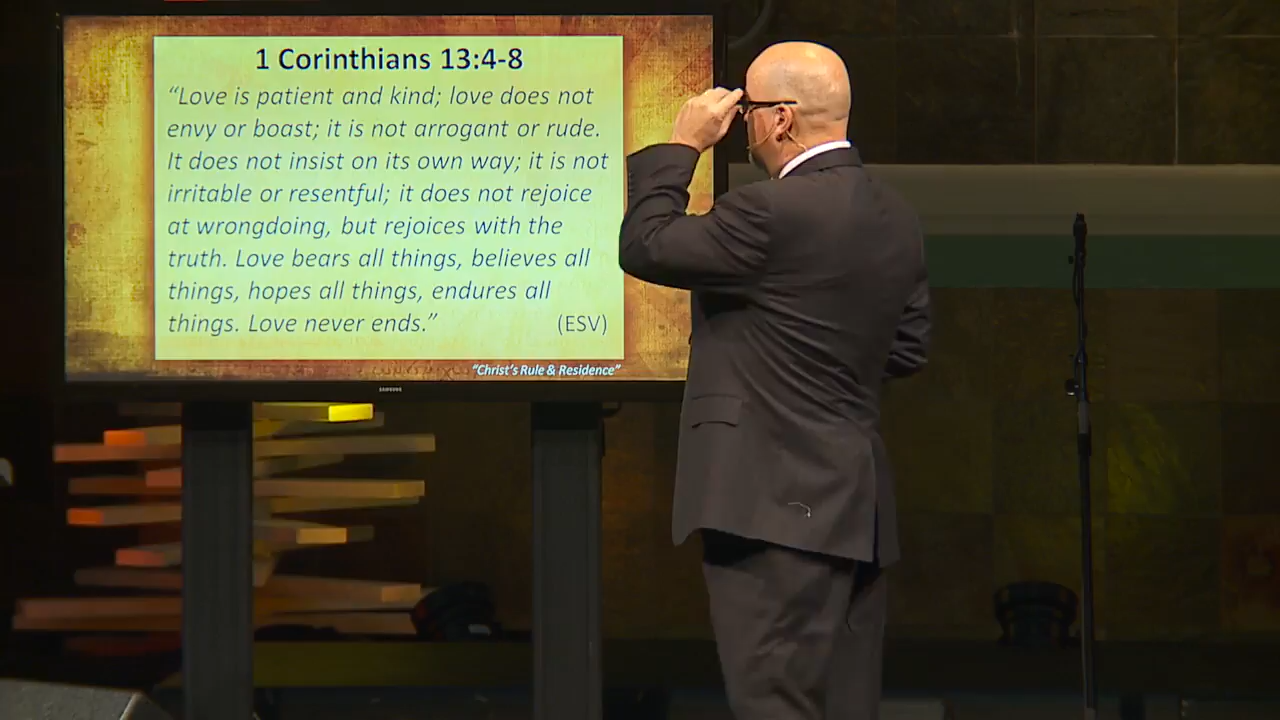 1 Corinthians 13:4-8
“Love is patient and kind; love does not
envy or boast; it is not arrogant or rude.
It does not insist on its own way; it is not
irritable or resentful; it does not rejoice
at wrongdoing, but rejoices with the
truth. Love bears all things, believes all
things, hopes all things, endures all
things. Love never ends.” (ESV)
“Christ’s Rule & Residence”
SAMSUNG